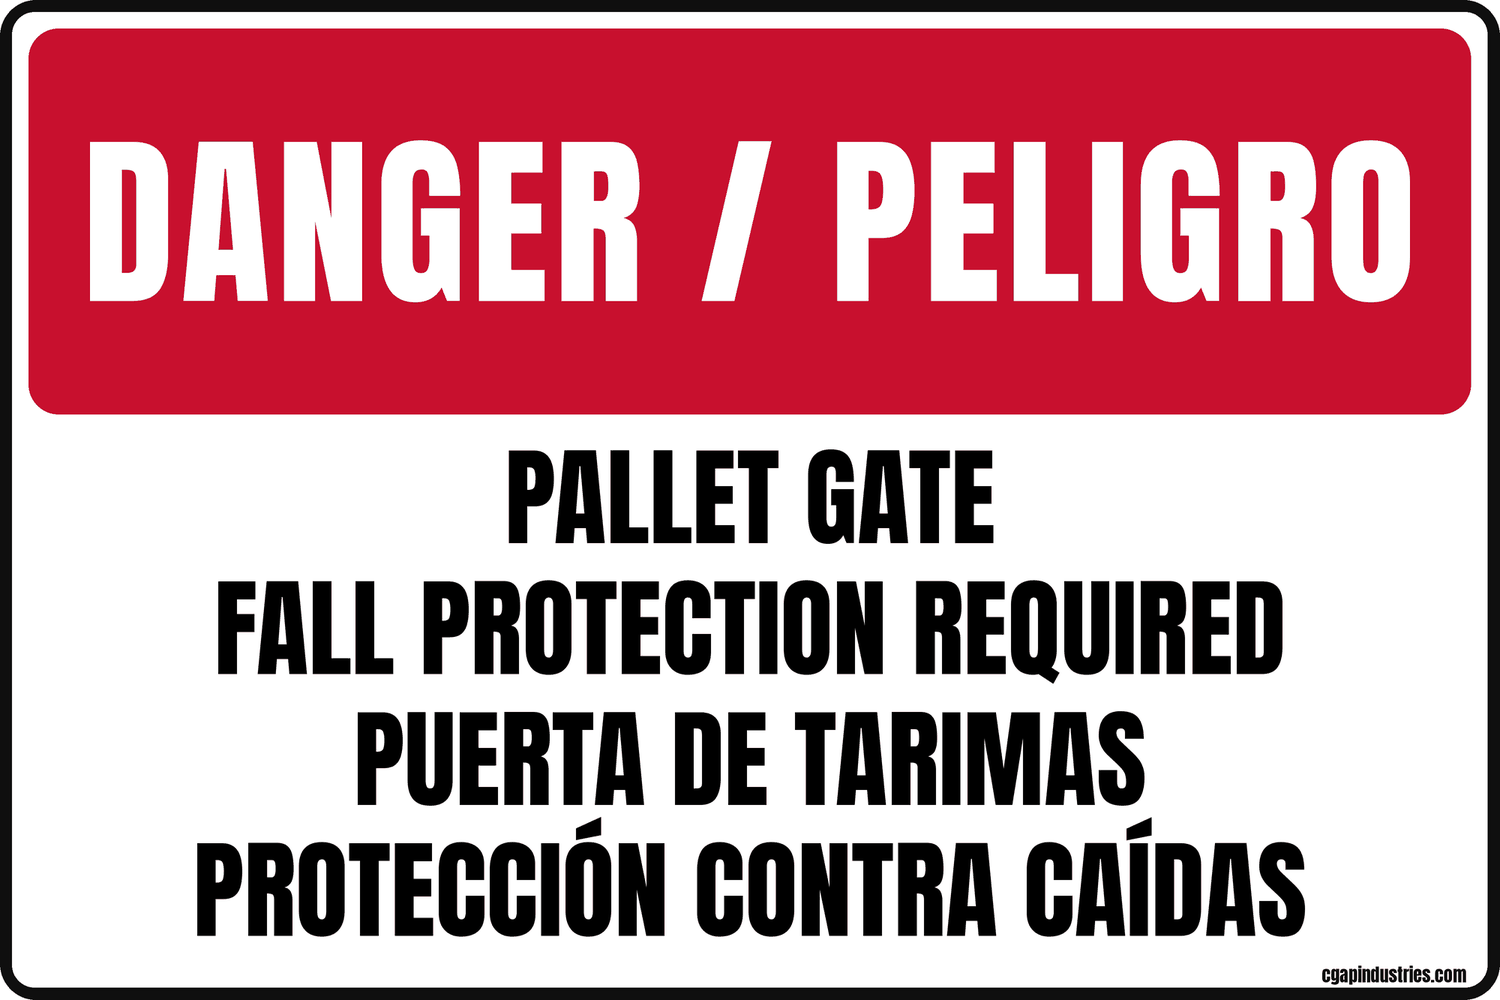 DANGER / PELIGRO
PALLET GATE
FALL PROTECTION REQUIRED
PUERTA DE TARIMAS
PROTECCIÓN CONTRA CAÍDAS
cgapindustries.com